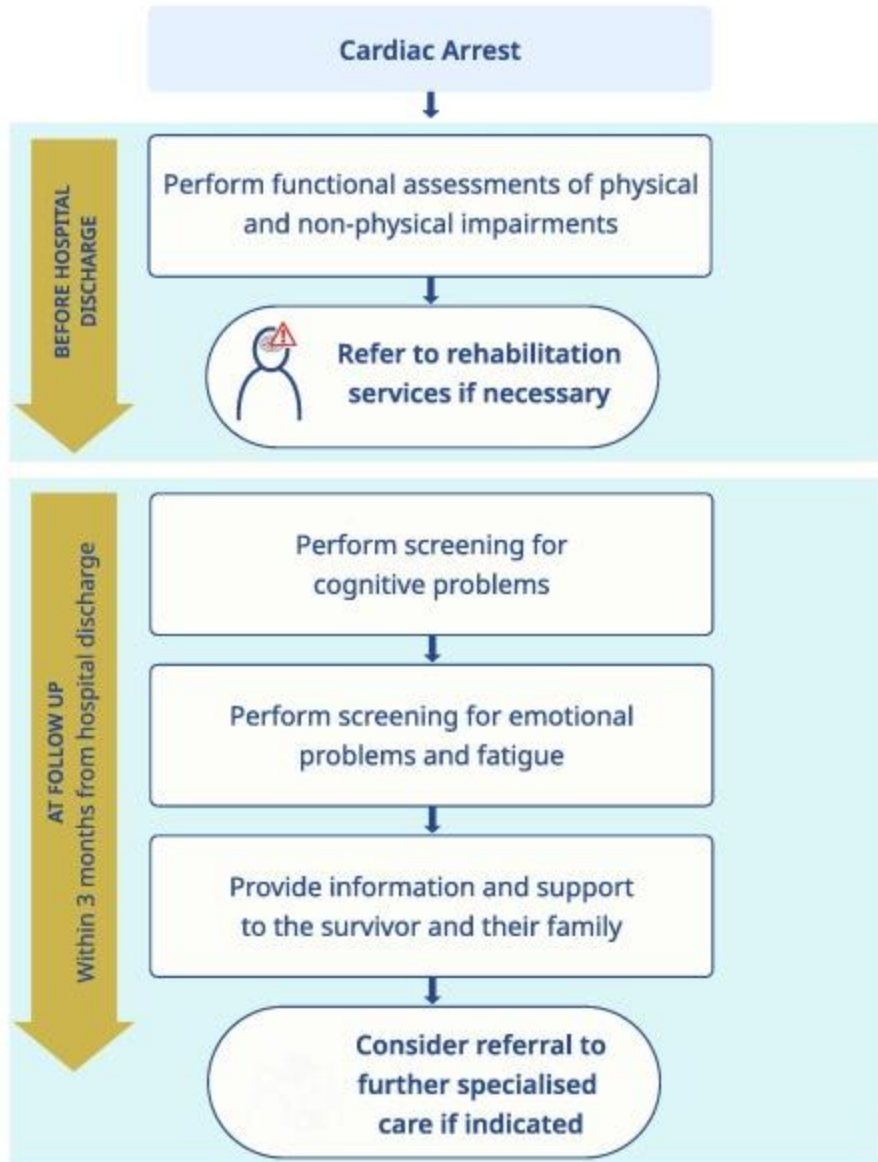 Cardiac Arrest
BEFORE HOSPITAL
DISCHARGE
Perform functional assessments of physical
and non-physical impairments
Refer to rehabilitation
services if necessary
AT FOLLOW UP
Within 3 months from hospital discharge
Perform screening for
cognitive problems
Perform screening for emotional
problems and fatigue
Provide information and support
to the survivor and their family
Consider referral to
further specialised
care if indicated